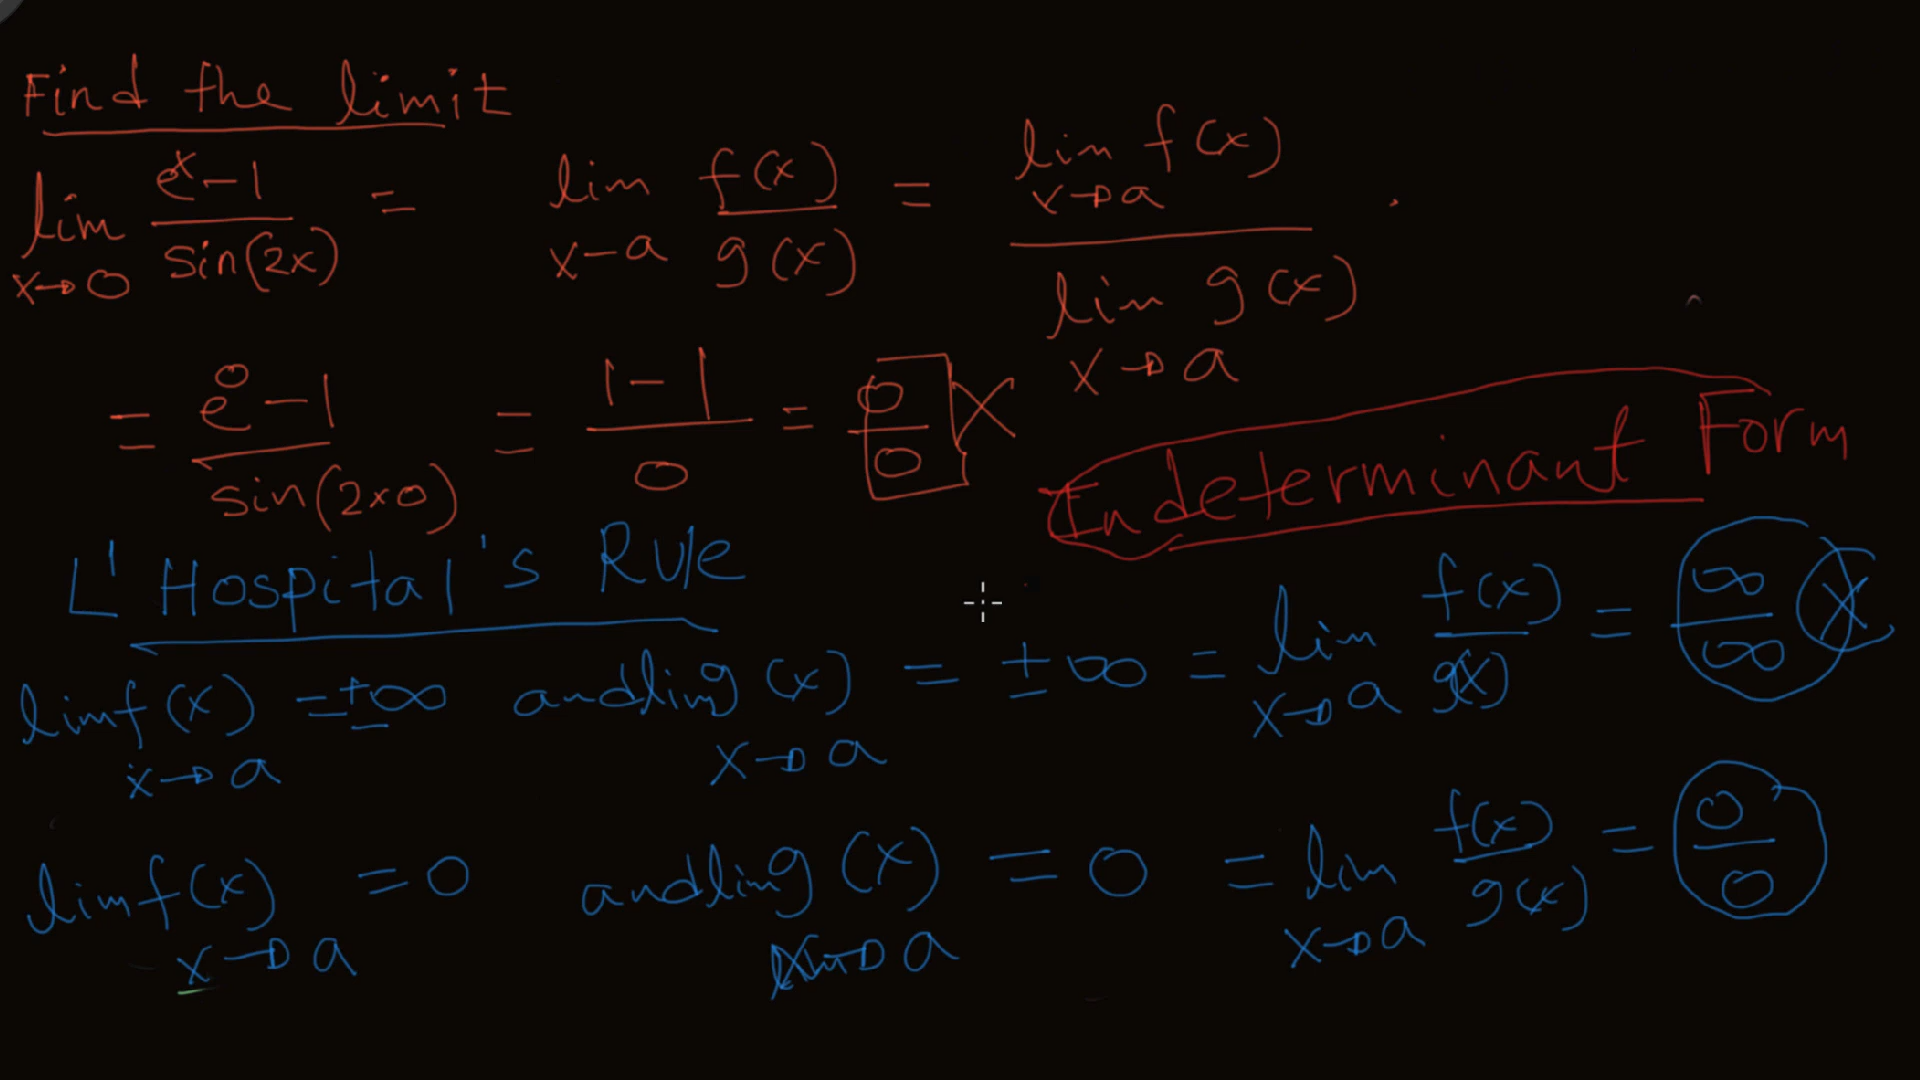 Find the limit
lim x→0 (e^x - 1)/sin(2x) = lim x-a f(x)/g(x) = lim x→a f(x) / lim x→a g(x) .
= (e^0 - 1)/sin(2×0) = (1-1)/0 = 0/0 X
Indeterminant Form
L'Hospital's Rule
lim f(x) x→a = ±∞ and lim g(x) x→a = ±∞ = lim x→a f(x)/g(x) = ∞/∞ X
lim f(x) x→a = 0 and lim g(x) x→a = 0 = lim x→a f(x)/g(x) = 0/0